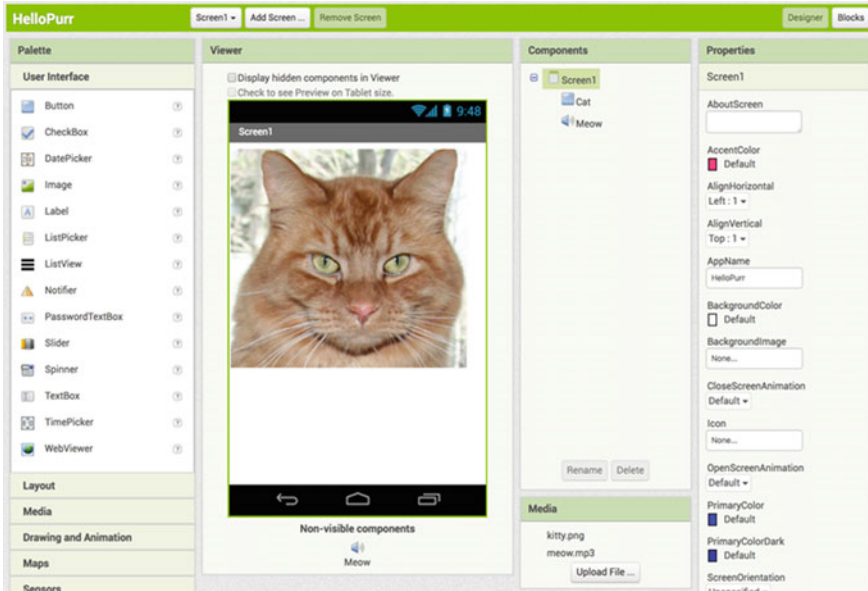 HelloPurr
Screen1
Add Screen ...
Remove Screen
Designer
Blocks
Palette
User Interface
Button
CheckBox
DatePicker
Image
Label
ListPicker
ListView
Notifier
PasswordTextBox
Slider
Spinner
TextBox
TimePicker
WebViewer
Layout
Media
Drawing and Animation
Maps
Sensors
Viewer
Display hidden components in Viewer
Check to see Preview on Tablet size.
9:48
Screen1
Non-visible components
Meow
Components
Screen1
Cat
Meow
Rename
Delete
Media
kitty.png
meow.mp3
Upload File ...
Properties
Screen1
AboutScreen
AccentColor
Default
AlignHorizontal
Left : 1
AlignVertical
Top : 1
AppName
HelloPurr
BackgroundColor
Default
BackgroundImage
None...
CloseScreenAnimation
Default
Icon
None...
OpenScreenAnimation
Default
PrimaryColor
Default
PrimaryColorDark
Default
ScreenOrientation